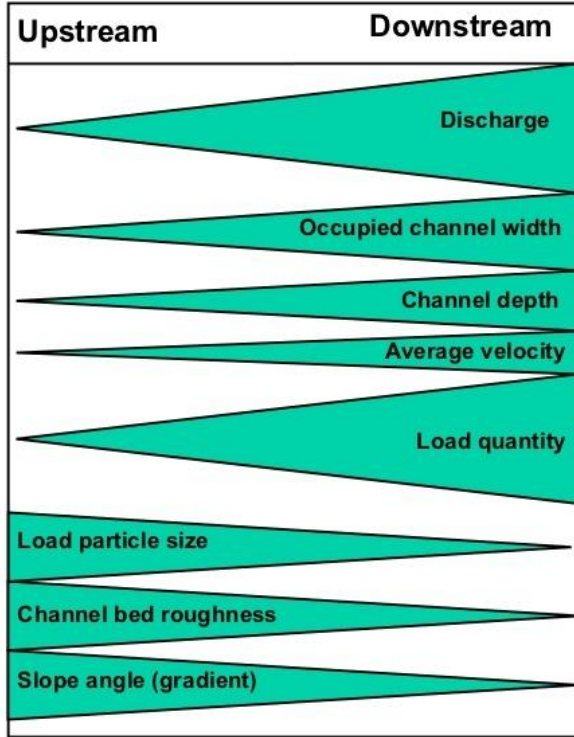 Upstream
Downstream
Discharge
Occupied channel width
Channel depth
Average velocity
Load quantity
Load particle size
Channel bed roughness
Slope angle (gradient)